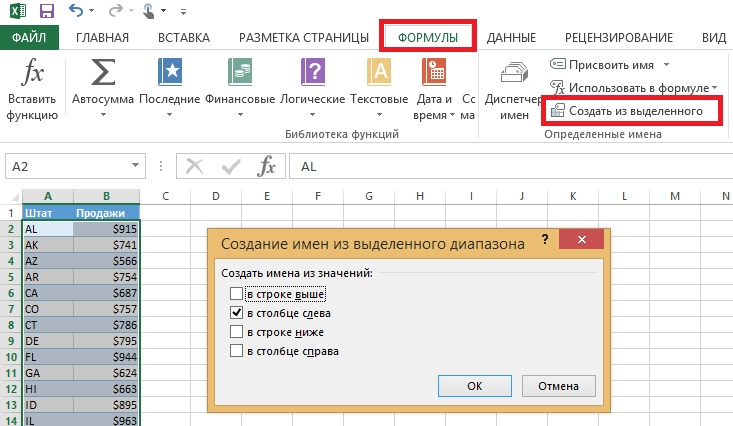 ФАЙЛ ГЛАВНАЯ ВСТАВКА РАЗМЕТКА СТРАНИЦЫ ФОРМУЛЫ ДАННЫЕ РЕЦЕНЗИРОВАНИЕ ВИД
fx
Вставить функцию
Σ
Автосумма
Последние
Финансовые
?
Логические
A
Текстовые
Дата и время
Сс
ма
Библиотека функций
Диспетчер имен
Присвоить имя
fx Использовать в формуле
Создать из выделенного
Определенные имена
A2 fx AL
A B C D E F G H I J K L M N
1 Штат Продажи
2 AL $915
3 AK $741
4 AZ $566
5 AR $754
6 CA $687
7 CO $757
8 CT $786
9 DE $795
10 FL $944
11 GA $624
12 HI $663
13 ID $895
14 IL $963
Создание имен из выделенного диапазона ? ×
Создать имена из значений:
в строке выше
в столбце слева
в строке ниже
в столбце справа
ОК Отмена